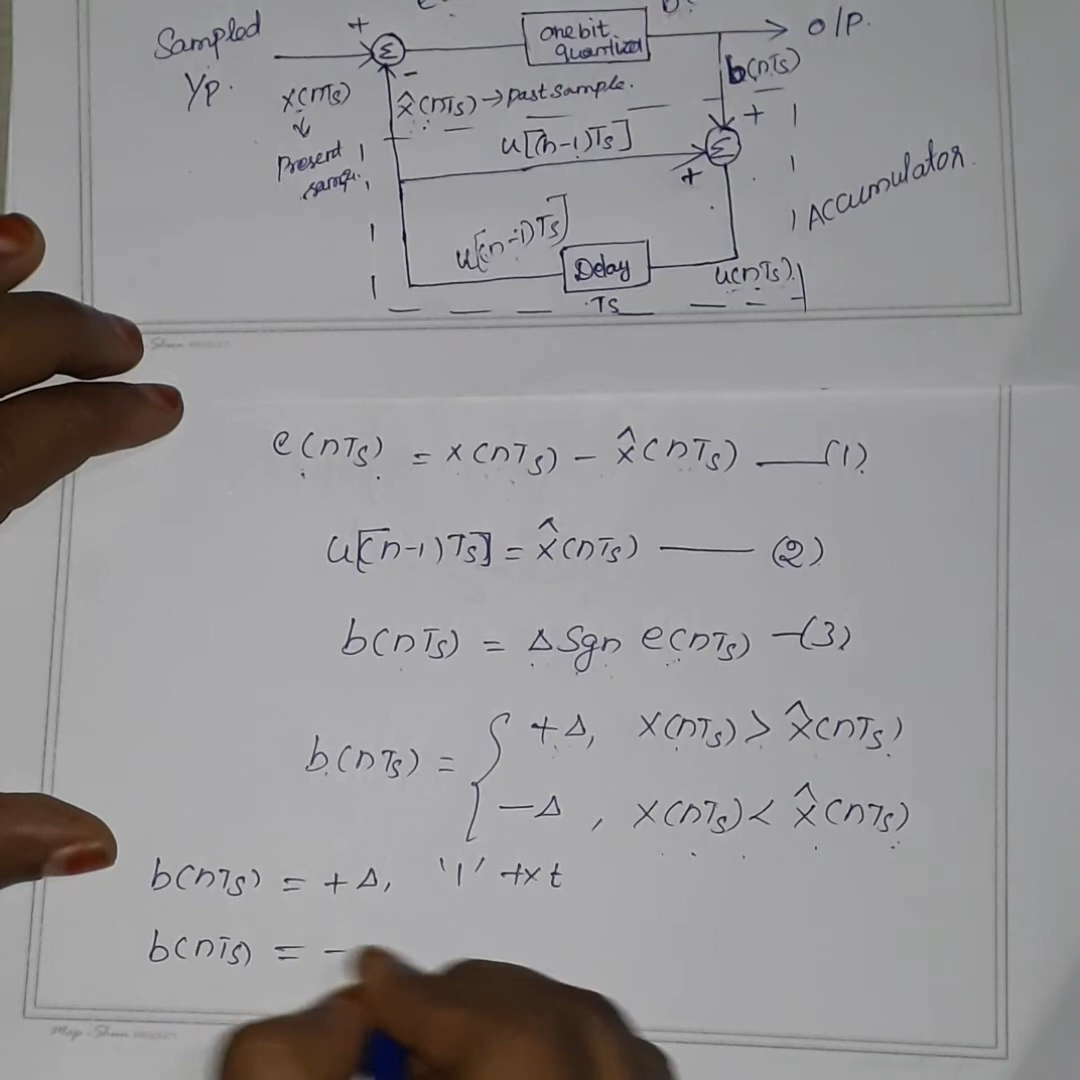 Sampled
+
Σ
one bit
quantized
→ o/p.
Y/p.
x(nTs)
-
x̂(nTs) → past sample.
b(nTs)
+
Present
sample.
u[(n-1)Ts]
Σ
+
Accumulator.
u[(n-1)Ts]
Delay
Ts
u(nTs).
e(nTs) = x(nTs) - x̂(nTs) —(1)
u[(n-1)Ts] = x̂(nTs) — (2)
b(nTs) = Δ Sgn e(nTs) -(3)
b(nTs) = { +Δ, x(nTs) > x̂(nTs)
-Δ, x(nTs) < x̂(nTs)
b(nTs) = +Δ, '1' txt
b(nTs) = -